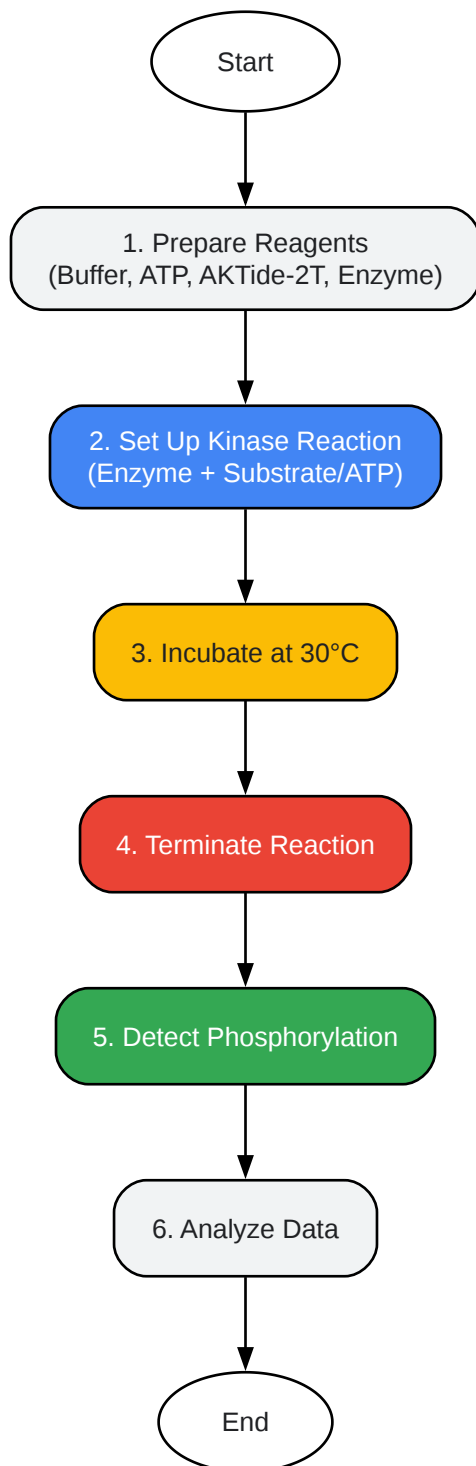 Start
1. Prepare Reagents
(Buffer, ATP, AKTide-2T, Enzyme)
2. Set Up Kinase Reaction
(Enzyme + Substrate/ATP)
3. Incubate at 30°C
4. Terminate Reaction
5. Detect Phosphorylation
6. Analyze Data
End